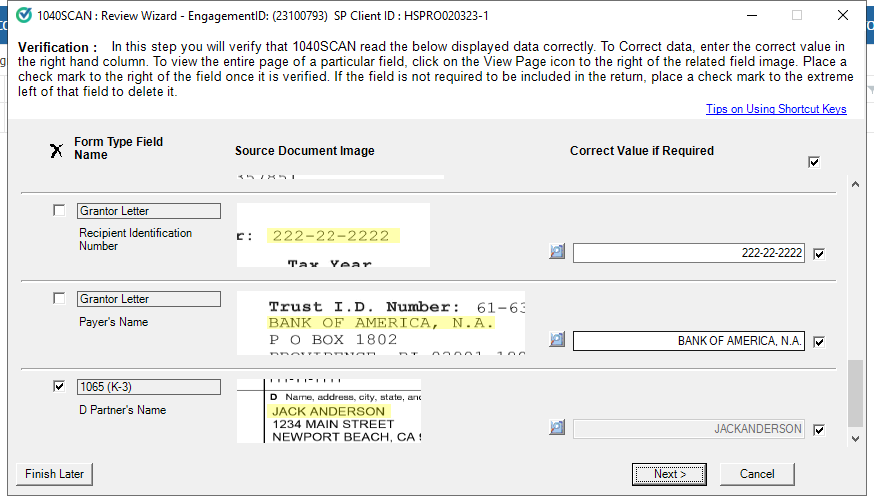 1040SCAN : Review Wizard - EngagementID: (23100793)  SP Client ID : HSPRO020323-1
Verification :   In this step you will verify that 1040SCAN read the below displayed data correctly. To Correct data, enter the correct value in
the right hand column. To view the entire page of a particular field, click on the View Page icon to the right of the related field image. Place a
check mark to the right of the field once it is verified. If the field is not required to be included in the return, place a check mark to the extreme
left of that field to delete it.
Tips on Using Shortcut Keys
Form Type Field
Name
Source Document Image
Correct Value if Required
Grantor Letter
Recipient Identification
Number
r: 222-22-2222
Tax Year
222-22-2222
Grantor Letter
Payer's Name
Trust I.D. Number: 61-63
BANK OF AMERICA, N.A.
P O BOX 1802
BANK OF AMERICA, N.A.
1065 (K-3)
D Partner's Name
D Name, address, city, state, and
JACK ANDERSON
1234 MAIN STREET
NEWPORT BEACH, CA
JACKANDERSON
Finish Later
Next >
Cancel